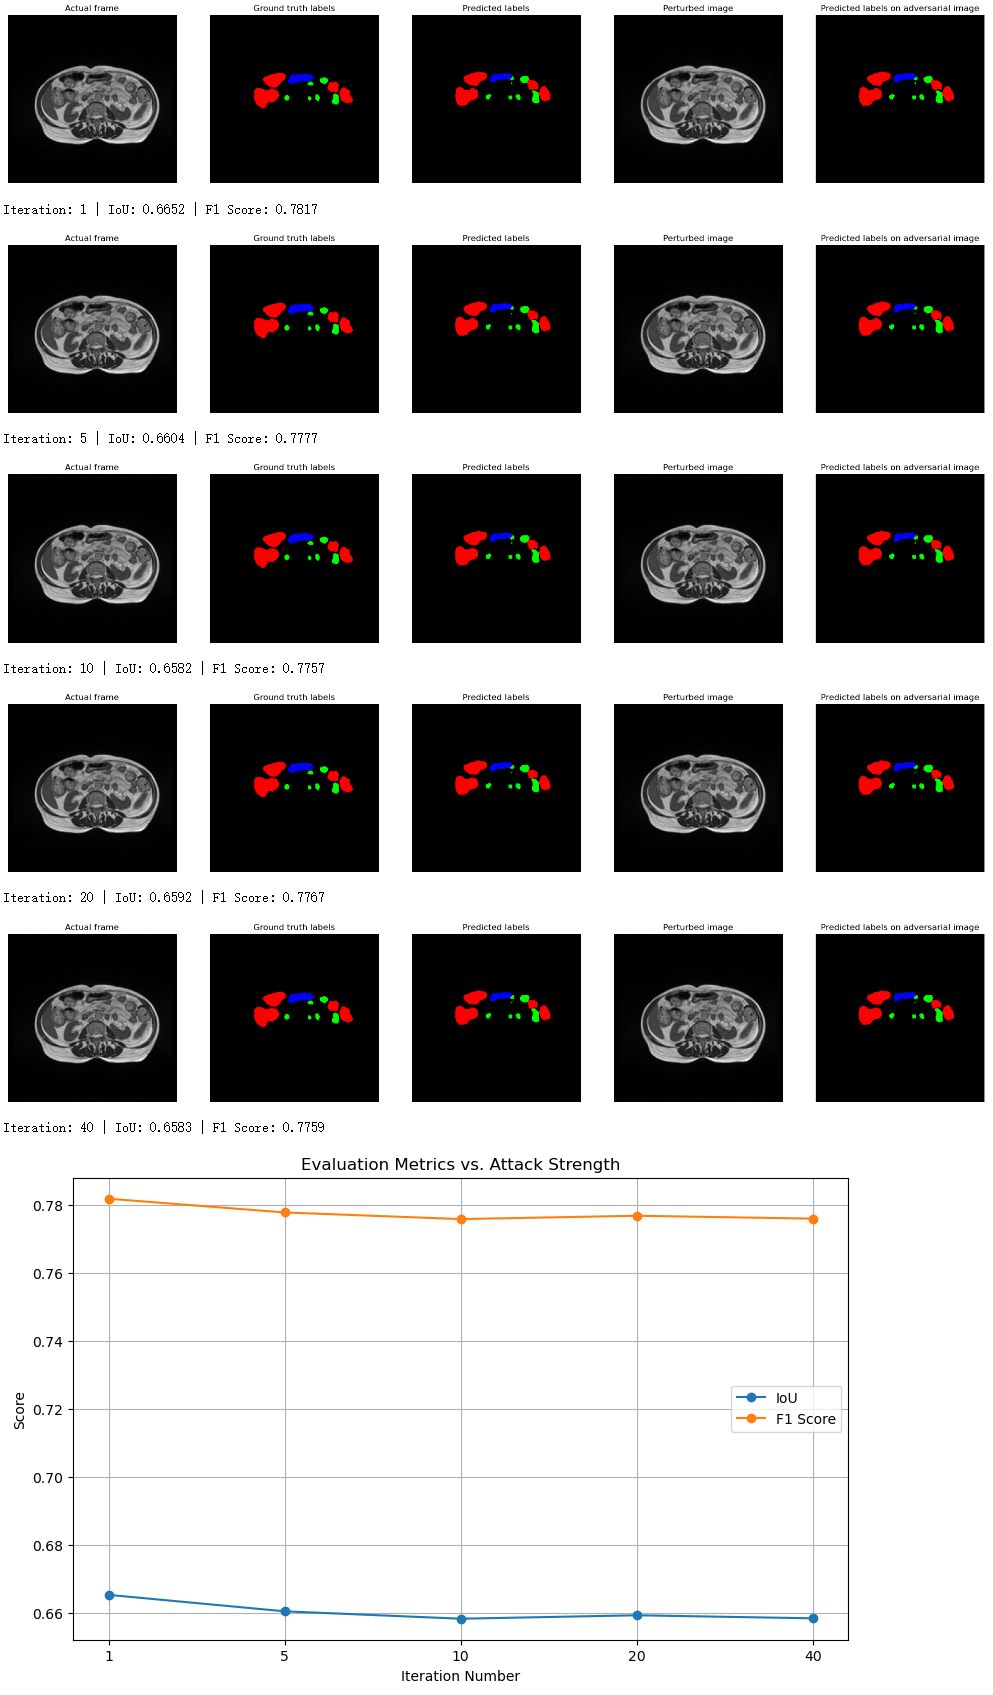 Actual frame Ground truth labels Predicted labels Perturbed image Predicted labels on adversarial image
Iteration: 1 | IoU: 0.6652 | F1 Score: 0.7817
Actual frame Ground truth labels Predicted labels Perturbed image Predicted labels on adversarial image
Iteration: 5 | IoU: 0.6604 | F1 Score: 0.7777
Actual frame Ground truth labels Predicted labels Perturbed image Predicted labels on adversarial image
Iteration: 10 | IoU: 0.6582 | F1 Score: 0.7757
Actual frame Ground truth labels Predicted labels Perturbed image Predicted labels on adversarial image
Iteration: 20 | IoU: 0.6592 | F1 Score: 0.7767
Actual frame Ground truth labels Predicted labels Perturbed image Predicted labels on adversarial image
Iteration: 40 | IoU: 0.6583 | F1 Score: 0.7759
Evaluation Metrics vs. Attack Strength
0.78
0.76
0.74
0.72
0.70
0.68
0.66
Score
IoU
F1 Score
1 5 10 20 40
Iteration Number